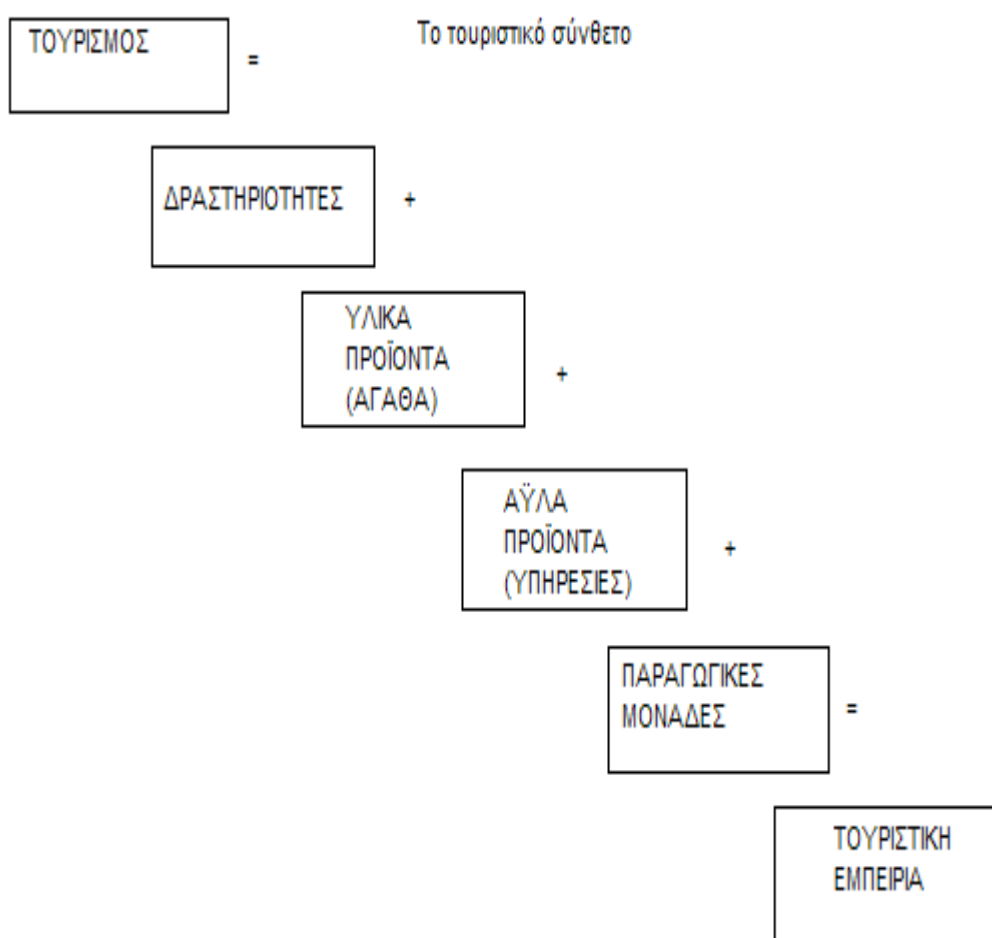 Το τουριστικό σύνθετο
ΤΟΥΡΙΣΜΟΣ
=
ΔΡΑΣΤΗΡΙΟΤΗΤΕΣ
+
ΥΛΙΚΑ
ΠΡΟΪΟΝΤΑ
(ΑΓΑΘΑ)
+
ΑΫΛΑ
ΠΡΟΪΟΝΤΑ
(ΥΠΗΡΕΣΙΕΣ)
+
ΠΑΡΑΓΩΓΙΚΕΣ
ΜΟΝΑΔΕΣ
=
ΤΟΥΡΙΣΤΙΚΗ
ΕΜΠΕΙΡΙΑ